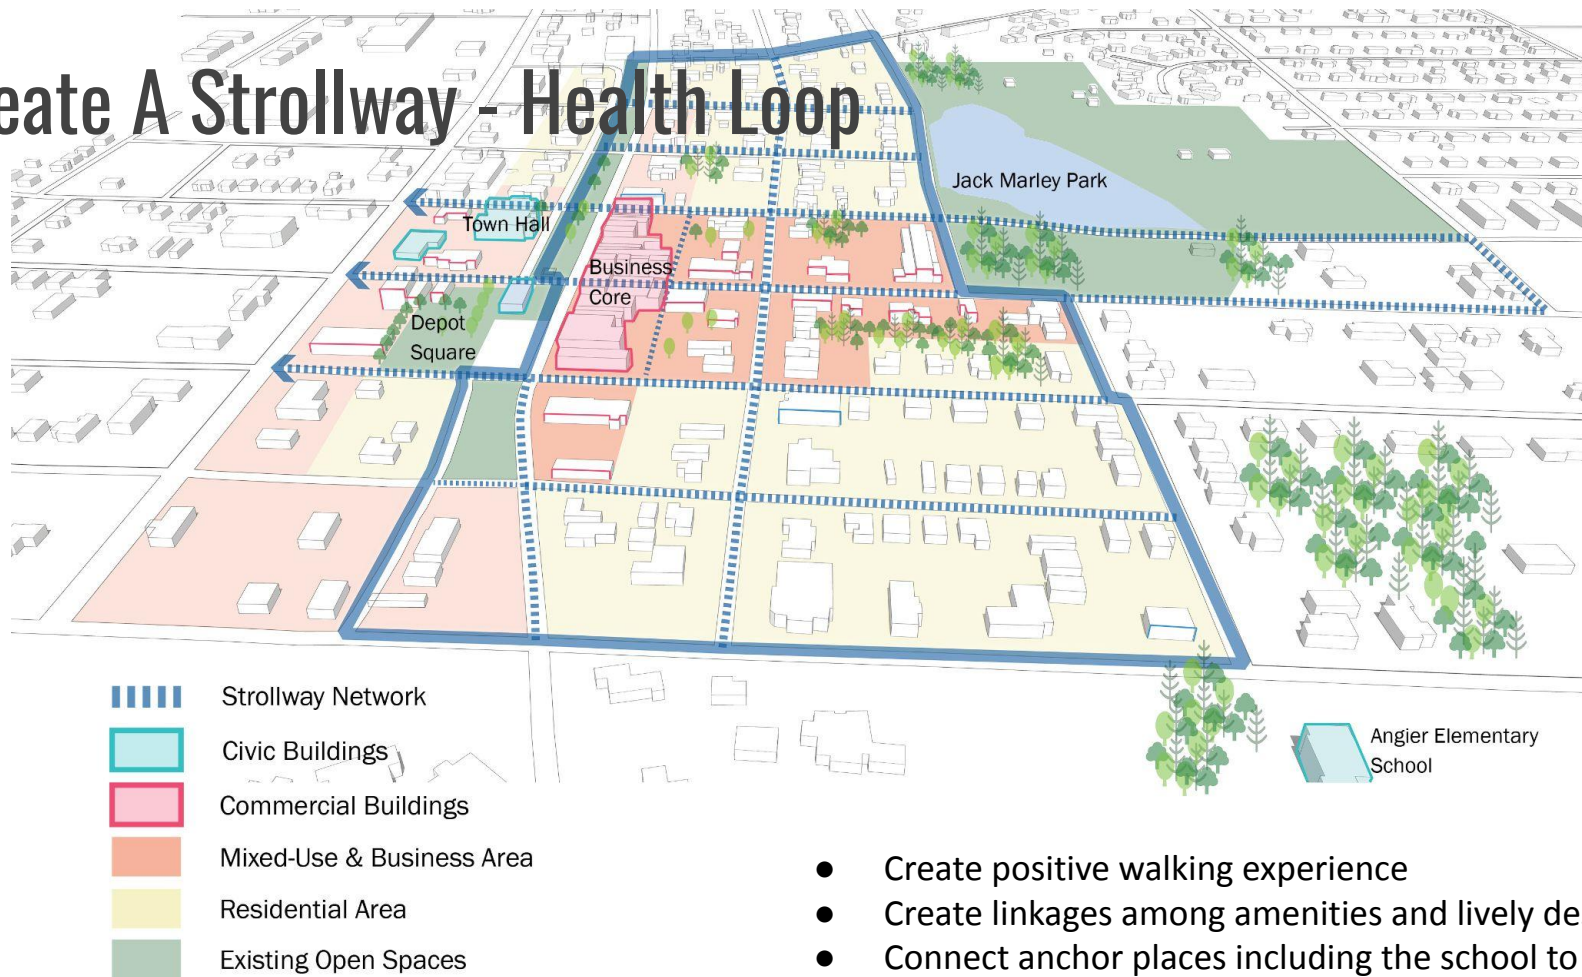 eate A Strollway - Health Loop
Jack Marley Park
Town Hall
Business
Core
Depot
Square
Angier Elementary
School
Strollway Network
Civic Buildings
Commercial Buildings
Mixed-Use & Business Area
Residential Area
Existing Open Spaces
● Create positive walking experience
● Create linkages among amenities and lively de
● Connect anchor places including the school to